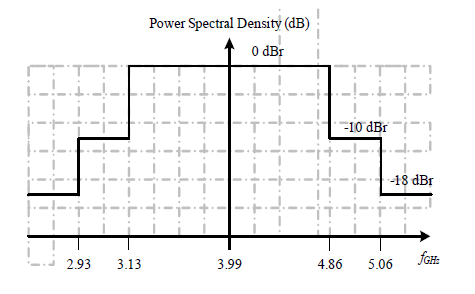 Power Spectral Density (dB)
0 dBr
-10 dBr
-18 dBr
2.93 3.13 3.99 4.86 5.06 fGHz